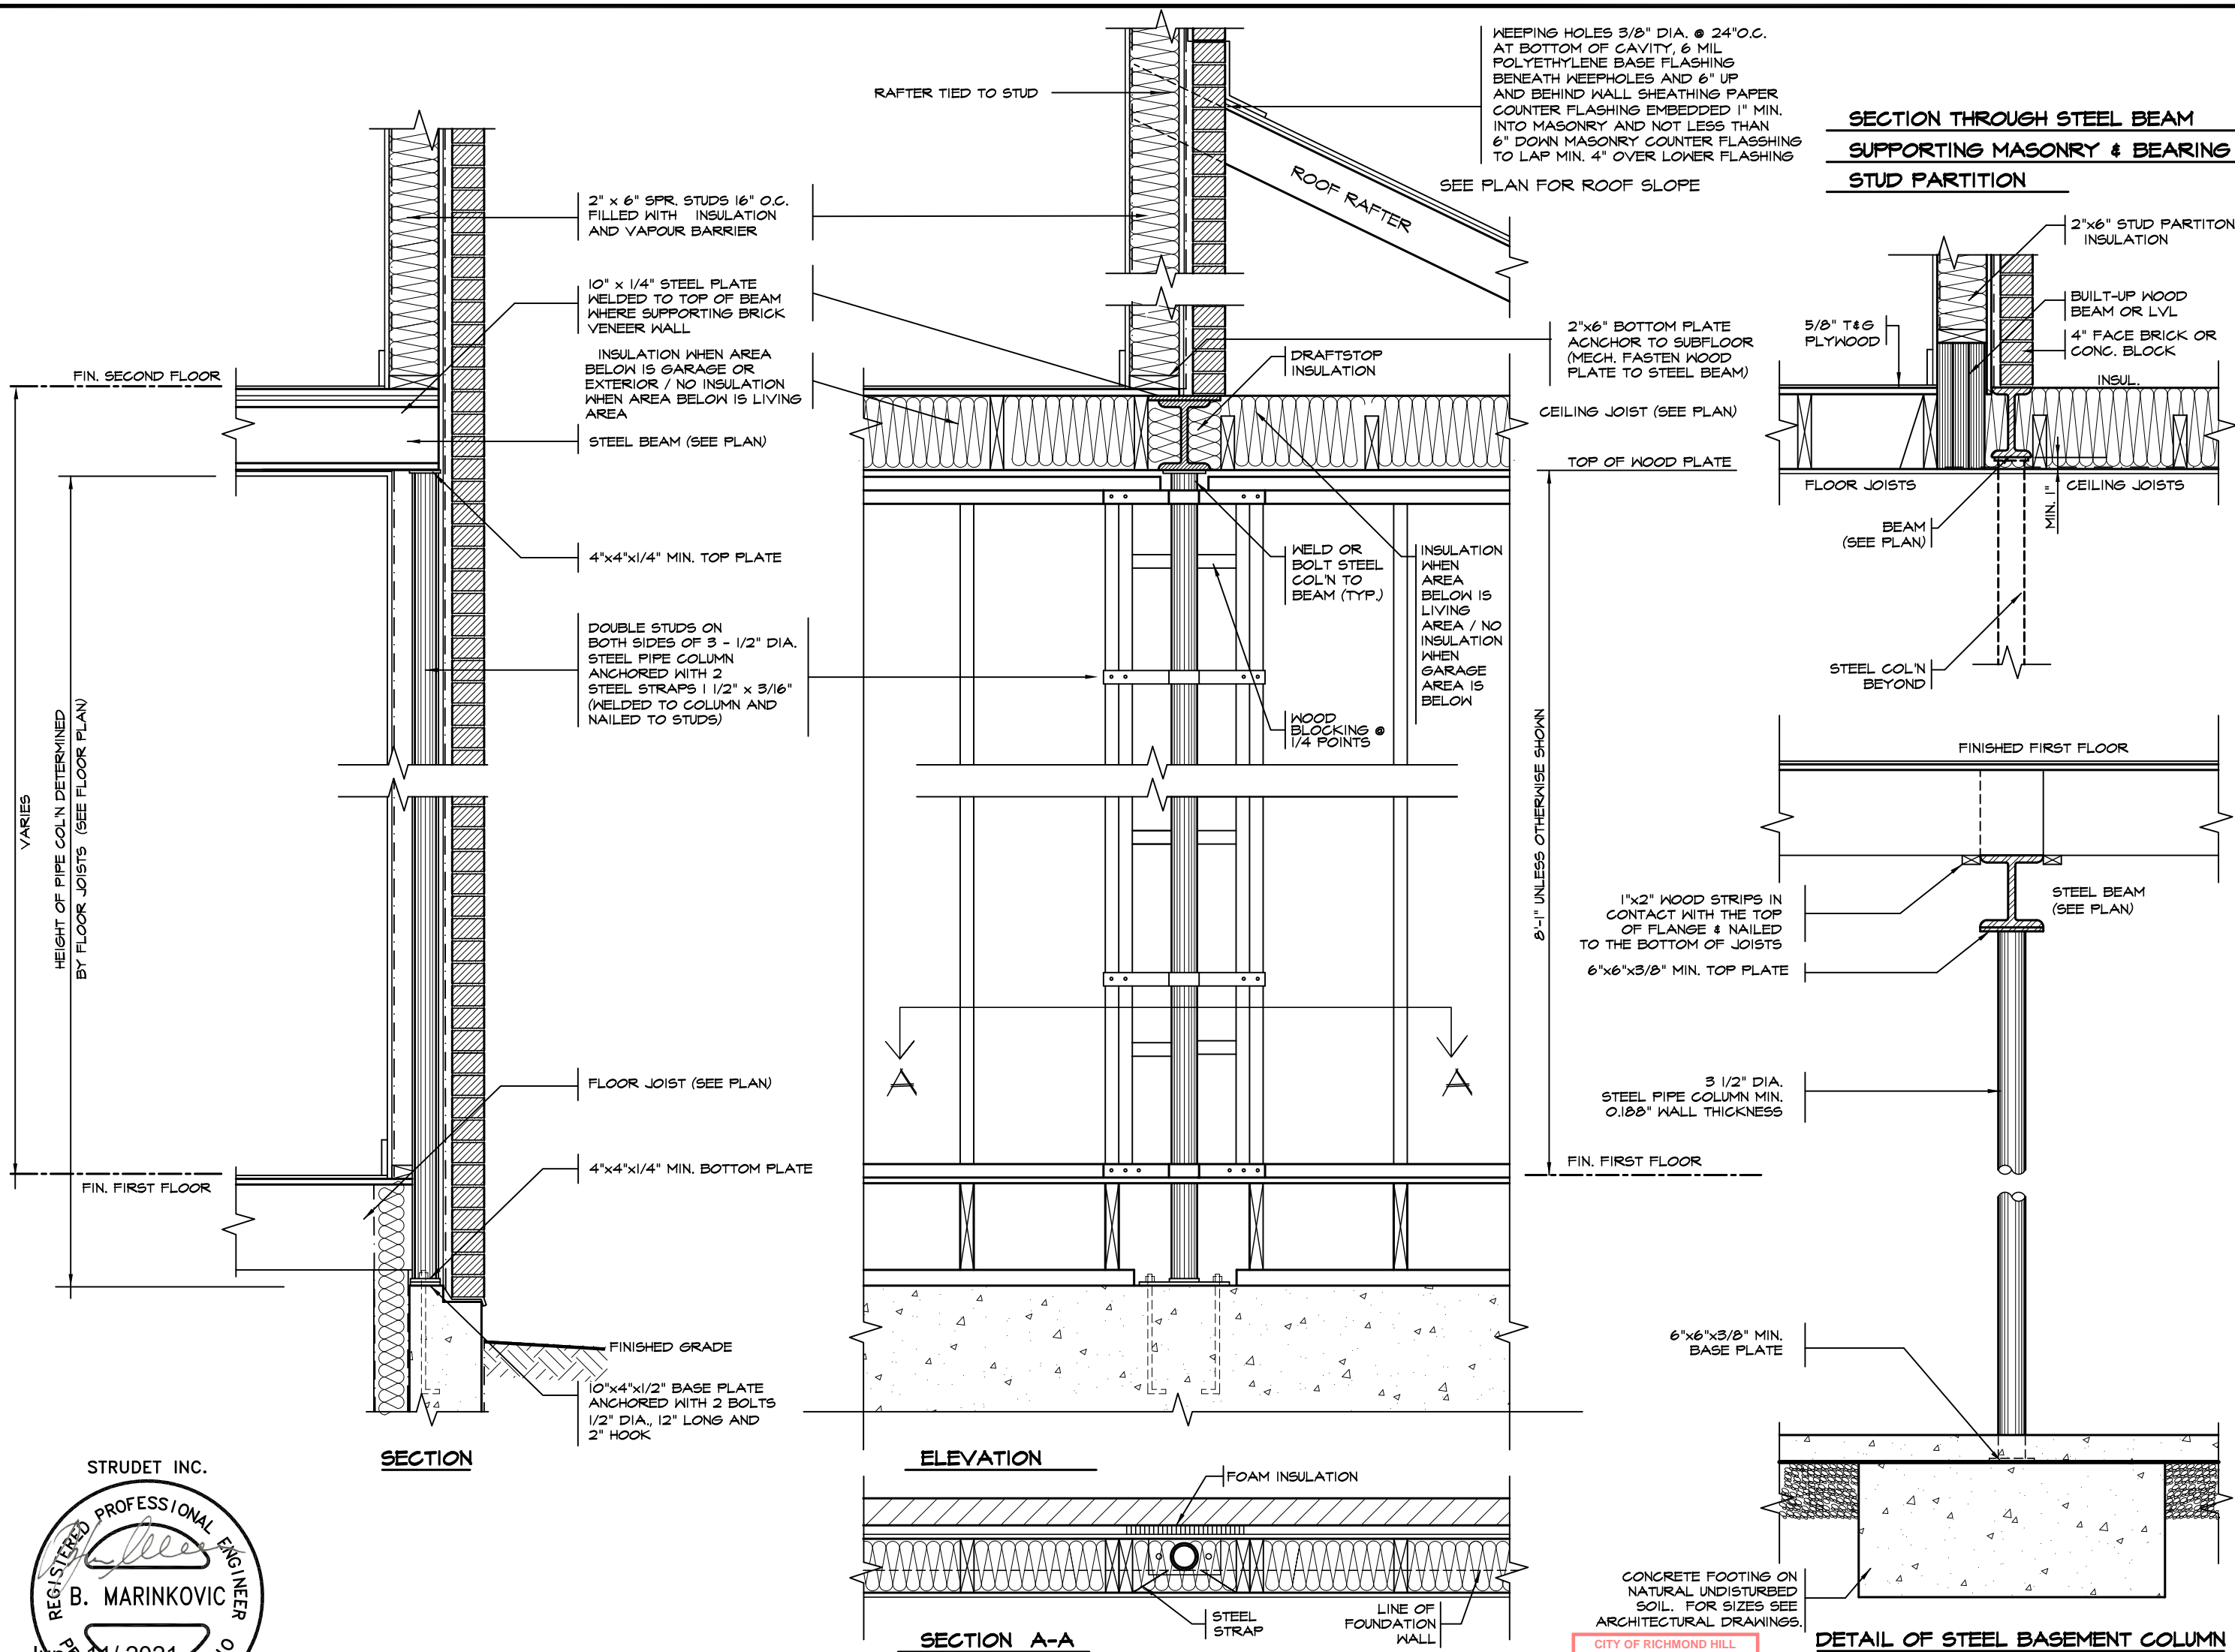 WEEPING HOLES 3/8" DIA. @ 24"O.C.
AT BOTTOM OF CAVITY, 6 MIL
POLYETHYLENE BASE FLASHING
BENEATH WEEPHOLES AND 6" UP
AND BEHIND WALL SHEATHING PAPER
COUNTER FLASHING EMBEDDED 1" MIN.
INTO MASONRY AND NOT LESS THAN
6" DOWN MASONRY COUNTER FLASSHING
TO LAP MIN. 4" OVER LOWER FLASHING
SEE PLAN FOR ROOF SLOPE
RAFTER TIED TO STUD
ROOF RAFTER
SECTION THROUGH STEEL BEAM
SUPPORTING MASONRY & BEARING
STUD PARTITION
2" x 6" SPR. STUDS 16" O.C.
FILLED WITH INSULATION
AND VAPOUR BARRIER
10" x 1/4" STEEL PLATE
WELDED TO TOP OF BEAM
WHERE SUPPORTING BRICK
VENEER WALL
INSULATION WHEN AREA
BELOW IS GARAGE OR
EXTERIOR / NO INSULATION
WHEN AREA BELOW IS LIVING
AREA
STEEL BEAM (SEE PLAN)
4"x4"x1/4" MIN. TOP PLATE
DOUBLE STUDS ON
BOTH SIDES OF 3 - 1/2" DIA.
STEEL PIPE COLUMN
ANCHORED WITH 2
STEEL STRAPS 1 1/2" x 3/16"
(WELDED TO COLUMN AND
NAILED TO STUDS)
FLOOR JOIST (SEE PLAN)
4"x4"x1/4" MIN. BOTTOM PLATE
FINISHED GRADE
10"x4"x1/2" BASE PLATE
ANCHORED WITH 2 BOLTS
1/2" DIA., 12" LONG AND
2" HOOK
FIN. SECOND FLOOR
VARIES
HEIGHT OF PIPE COL'N DETERMINED
BY FLOOR JOISTS (SEE FLOOR PLAN)
FIN. FIRST FLOOR
SECTION
DRAFTSTOP
INSULATION
2"x6" BOTTOM PLATE
ACNCHOR TO SUBFLOOR
(MECH. FASTEN WOOD
PLATE TO STEEL BEAM)
CEILING JOIST (SEE PLAN)
TOP OF WOOD PLATE
WELD OR
BOLT STEEL
COL'N TO
BEAM (TYP.)
INSULATION
WHEN
AREA
BELOW IS
LIVING
AREA / NO
INSULATION
WHEN
GARAGE
AREA IS
BELOW
WOOD
BLOCKING @
1/4 POINTS
8'-1" UNLESS OTHERWISE SHOWN
A
A
FIN. FIRST FLOOR
ELEVATION
FOAM INSULATION
STEEL
STRAP
LINE OF
FOUNDATION
WALL
SECTION A-A
2"x6" STUD PARTITON
INSULATION
BUILT-UP WOOD
BEAM OR LVL
5/8" T&G
PLYWOOD
4" FACE BRICK OR
CONC. BLOCK
INSUL.
FLOOR JOISTS
CEILING JOISTS
MIN. 1"
BEAM
(SEE PLAN)
STEEL COL'N
BEYOND
FINISHED FIRST FLOOR
1"x2" WOOD STRIPS IN
CONTACT WITH THE TOP
OF FLANGE & NAILED
TO THE BOTTOM OF JOISTS
STEEL BEAM
(SEE PLAN)
6"x6"x3/8" MIN. TOP PLATE
3 1/2" DIA.
STEEL PIPE COLUMN MIN.
0.188" WALL THICKNESS
6"x6"x3/8" MIN.
BASE PLATE
CONCRETE FOOTING ON
NATURAL UNDISTURBED
SOIL. FOR SIZES SEE
ARCHITECTURAL DRAWINGS.
DETAIL OF STEEL BASEMENT COLUMN
CITY OF RICHMOND HILL
STRUDET INC.
REGISTERED PROFESSIONAL ENGINEER
B. MARINKOVIC
2021